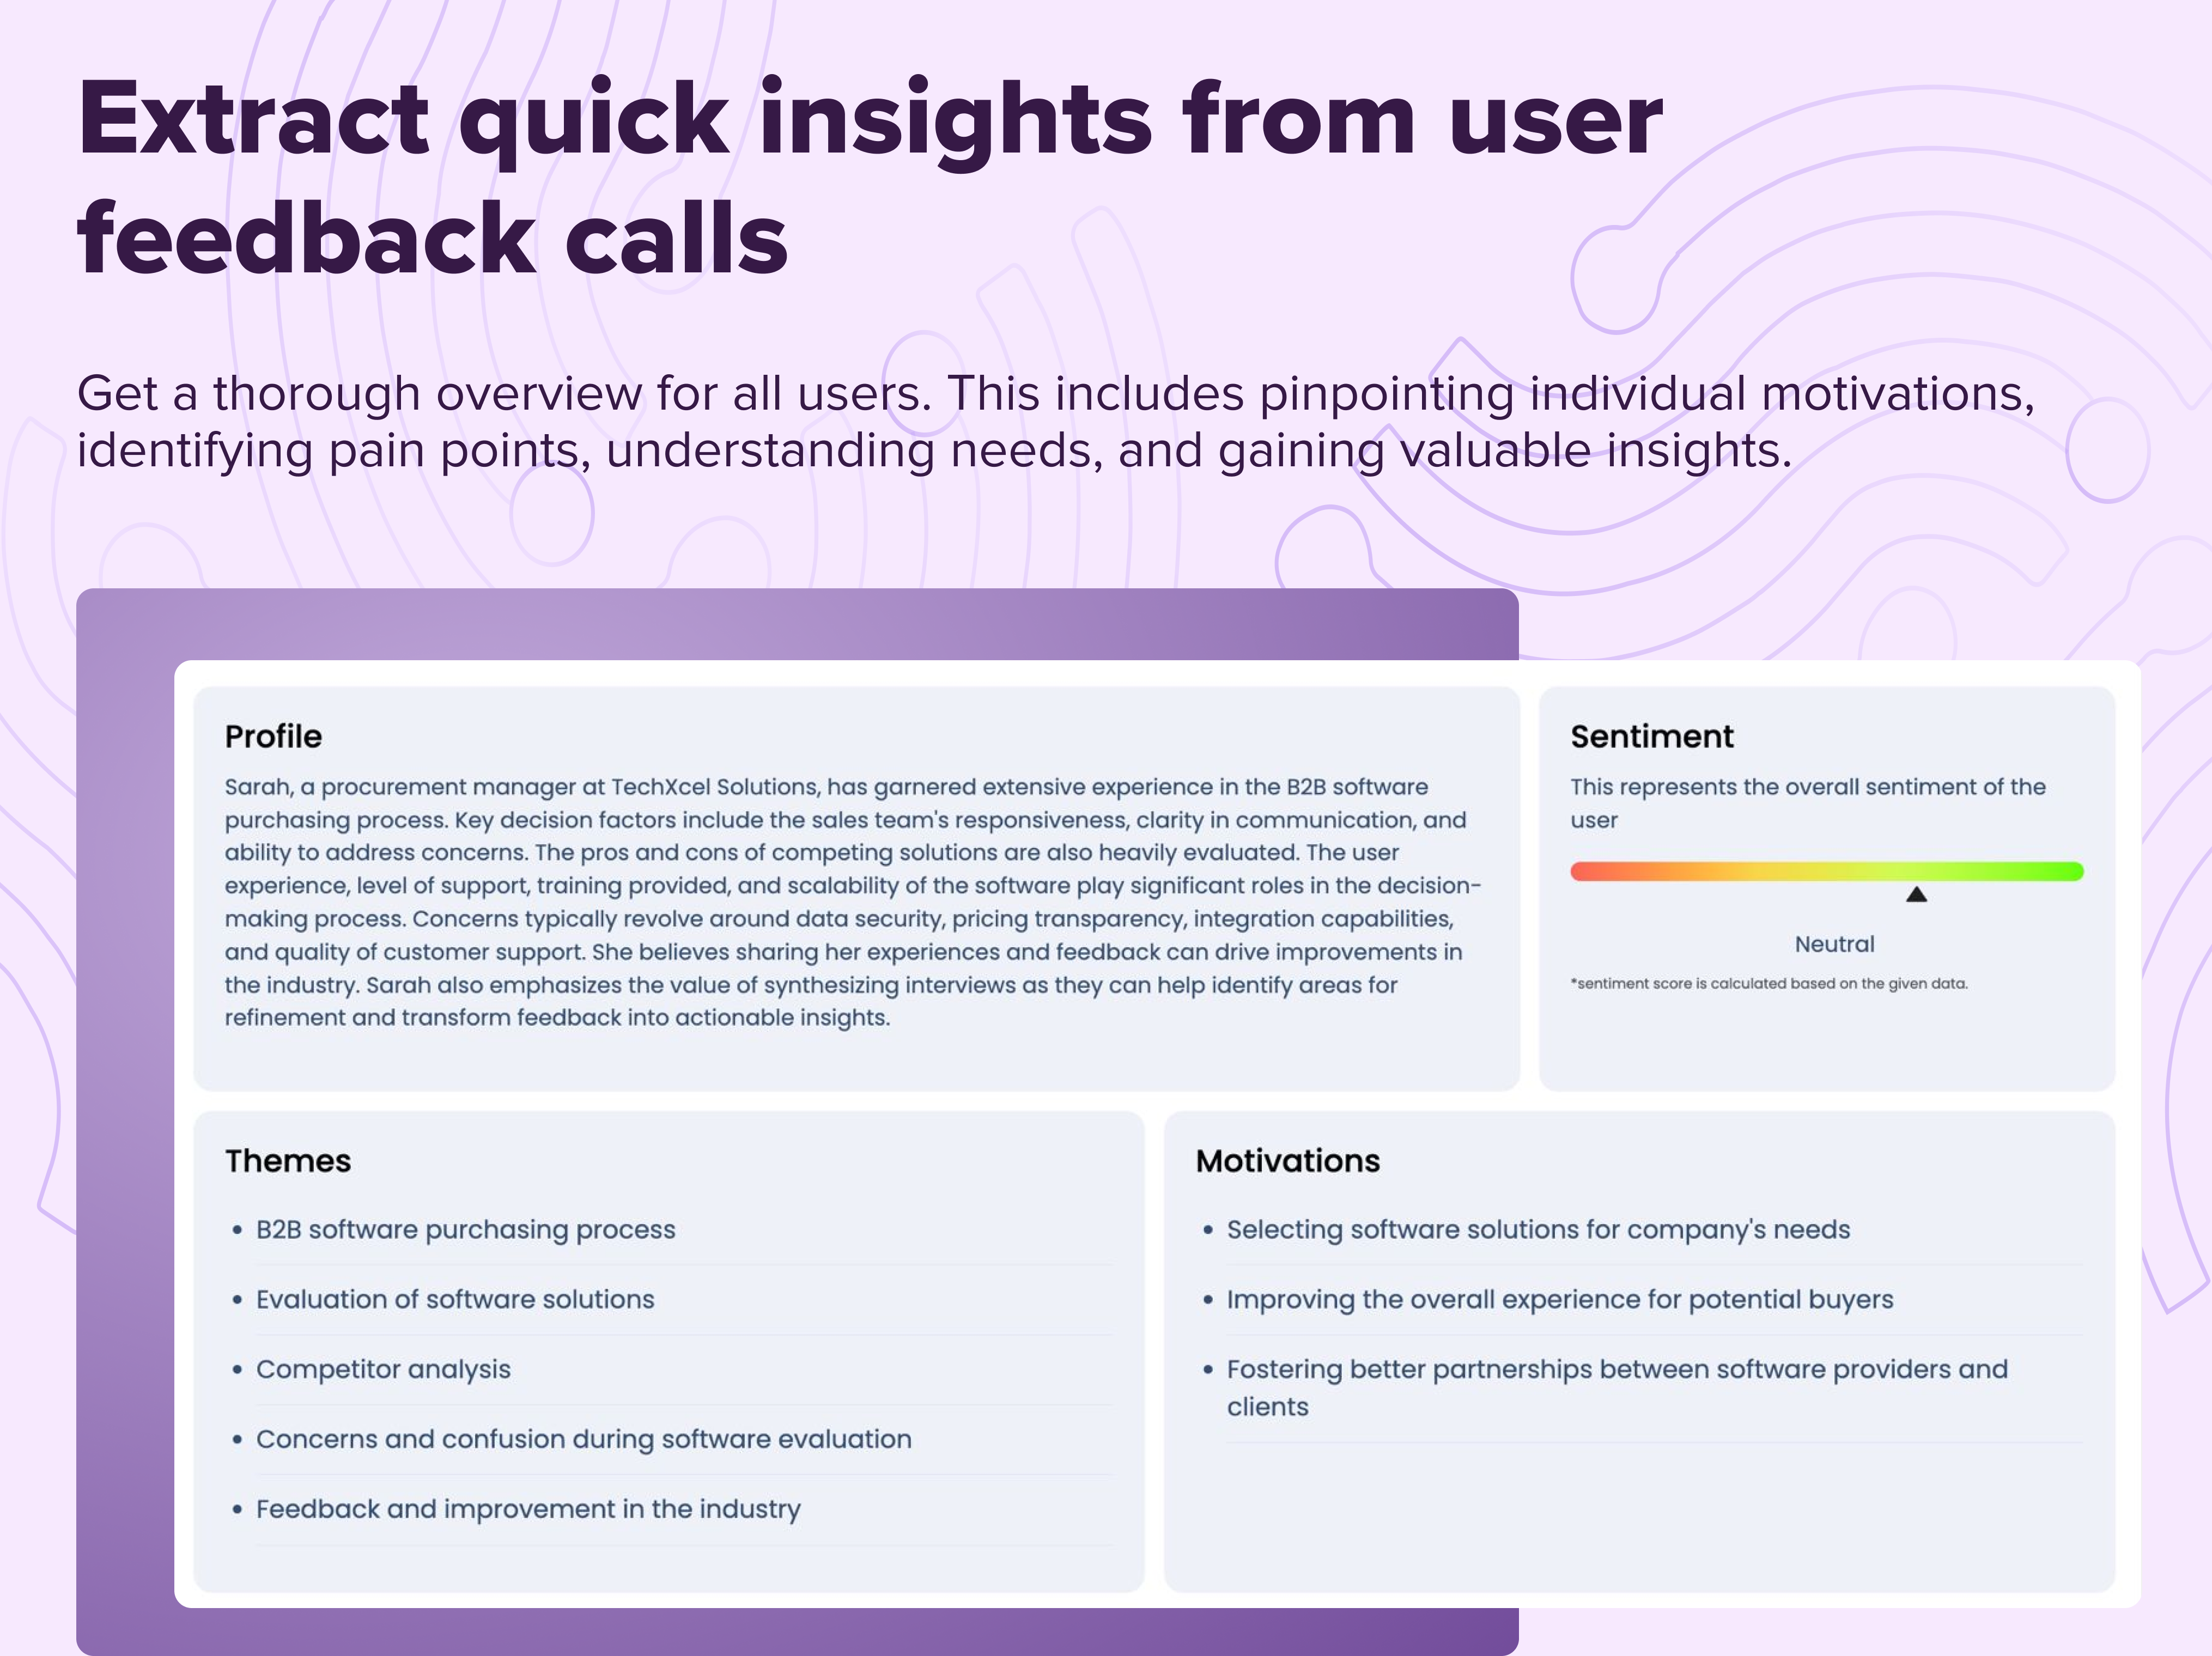 Extract quick insights from user
feedback calls
Get a thorough overview for all users. This includes pinpointing individual motivations,
identifying pain points, understanding needs, and gaining valuable insights.
Profile
Sarah, a procurement manager at TechXcel Solutions, has garnered extensive experience in the B2B software
purchasing process. Key decision factors include the sales team's responsiveness, clarity in communication, and
ability to address concerns. The pros and cons of competing solutions are also heavily evaluated. The user
experience, level of support, training provided, and scalability of the software play significant roles in the decision-
making process. Concerns typically revolve around data security, pricing transparency, integration capabilities,
and quality of customer support. She believes sharing her experiences and feedback can drive improvements in
the industry. Sarah also emphasizes the value of synthesizing interviews as they can help identify areas for
refinement and transform feedback into actionable insights.
Sentiment
This represents the overall sentiment of the
user
Neutral
*sentiment score is calculated based on the given data.
Themes
• B2B software purchasing process
• Evaluation of software solutions
• Competitor analysis
• Concerns and confusion during software evaluation
• Feedback and improvement in the industry
Motivations
• Selecting software solutions for company's needs
• Improving the overall experience for potential buyers
• Fostering better partnerships between software providers and
clients